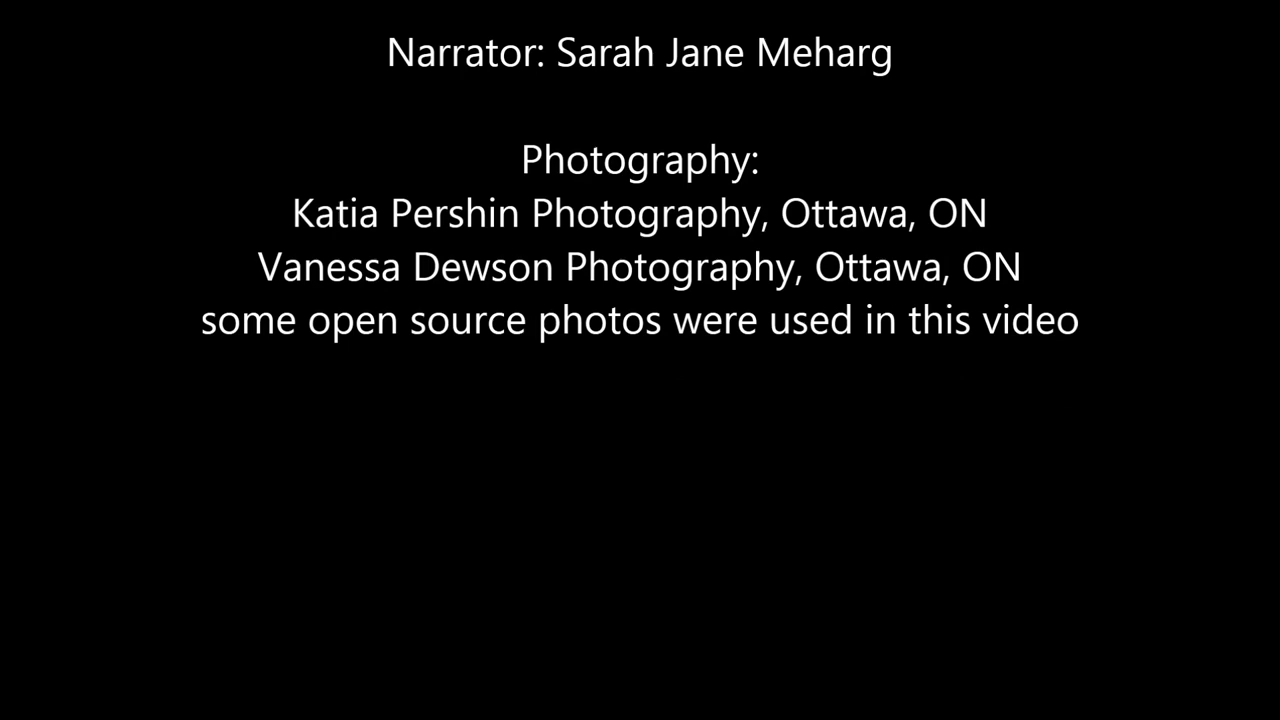 Narrator: Sarah Jane Meharg
Photography:
Katia Pershin Photography, Ottawa, ON
Vanessa Dewson Photography, Ottawa, ON
some open source photos were used in this video